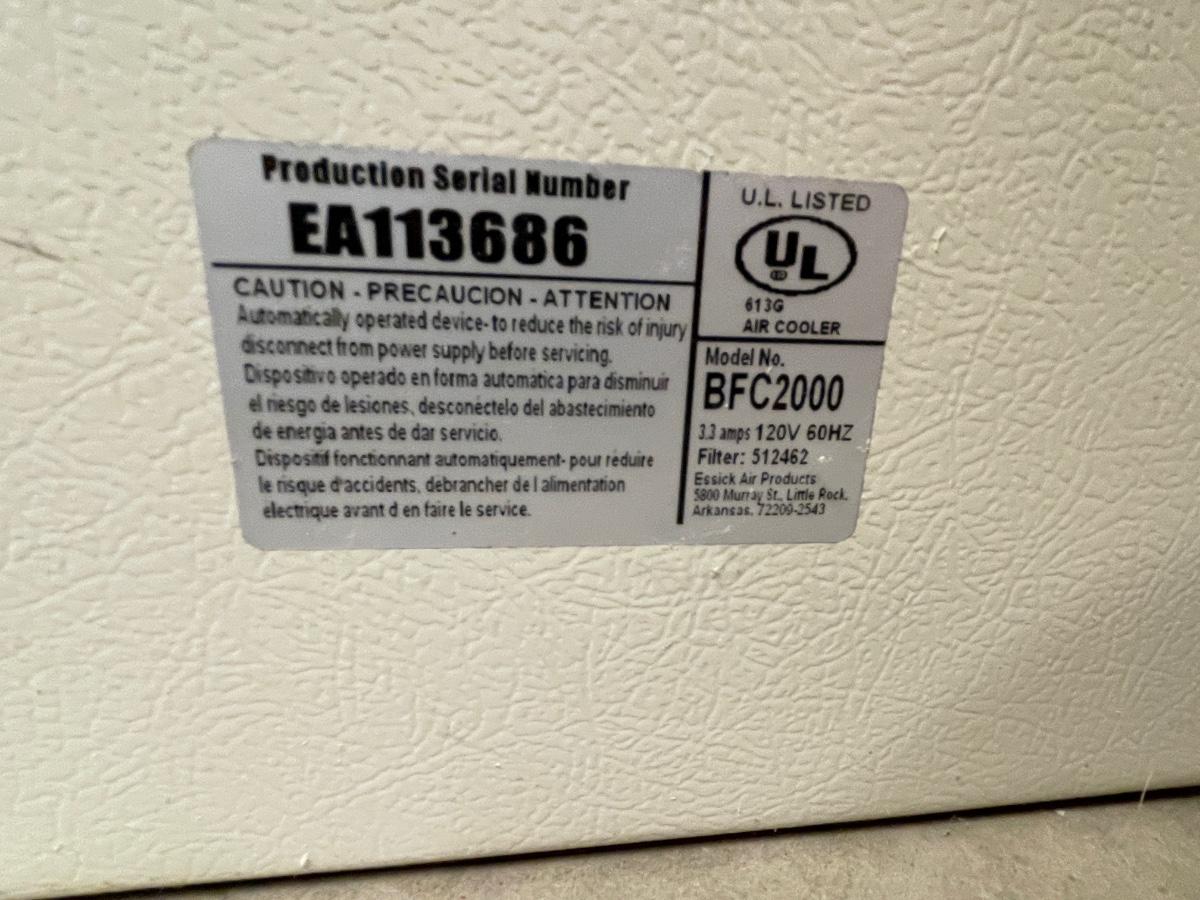 Production Serial Number
EA113686
CAUTION - PRECAUCION - ATTENTION
Automatically operated device- to reduce the risk of injury
disconnect from power supply before servicing.
Dispositivo operado en forma automática para disminuir
el riesgo de lesiones, desconéctelo del abastecimiento
de energia antes de dar servicio.
Dispositif fonctionnant automatiquement- pour réduire
le risque d'accidents, debrancher de l alimentation
electrique avant d en faire le service.
U.L. LISTED
UL
613G
AIR COOLER
Model No.
BFC2000
3.3 amps 120V 60HZ
Filter: 512462
Essick Air Products
5800 Murray St., Little Rock,
Arkansas, 72209-2543